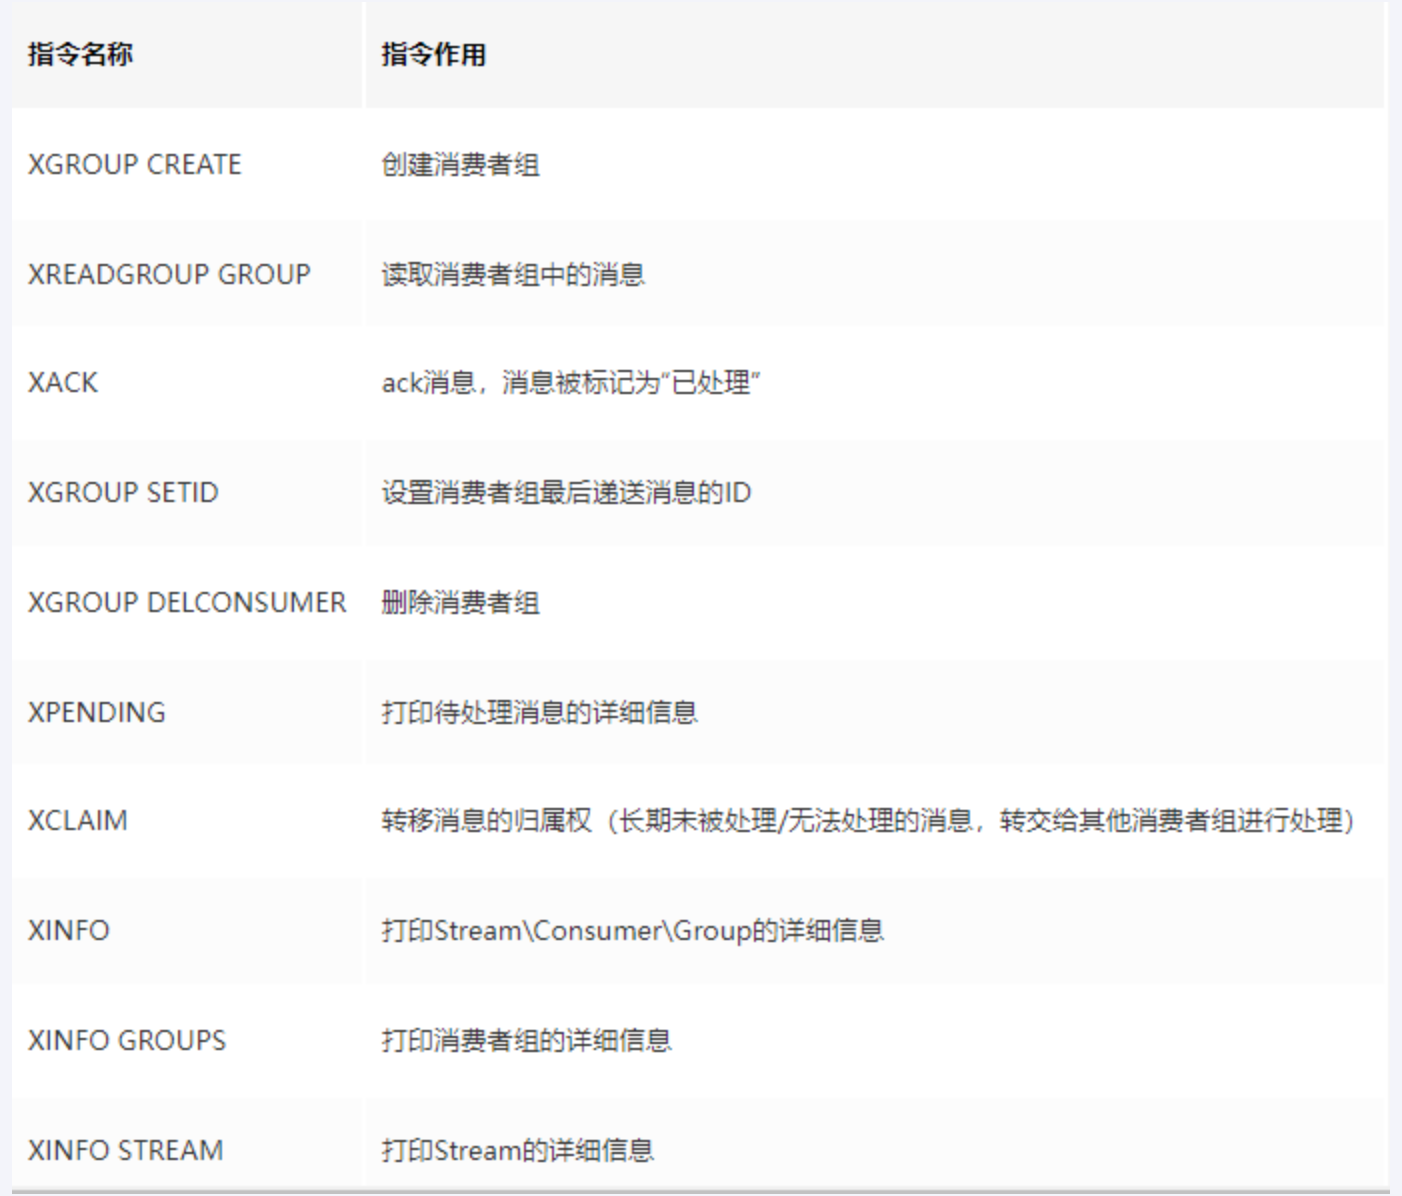 指令名称 指令作用
XGROUP CREATE 创建消费者组
XREADGROUP GROUP 读取消费者组中的消息
XACK ack消息，消息被标记为“已处理”
XGROUP SETID 设置消费者组最后递送消息的ID
XGROUP DELCONSUMER 删除消费者组
XPENDING 打印待处理消息的详细信息
XCLAIM 转移消息的归属权（长期未被处理/无法处理的消息，转交给其他消费者组进行处理）
XINFO 打印Stream\Consumer\Group的详细信息
XINFO GROUPS 打印消费者组的详细信息
XINFO STREAM 打印Stream的详细信息